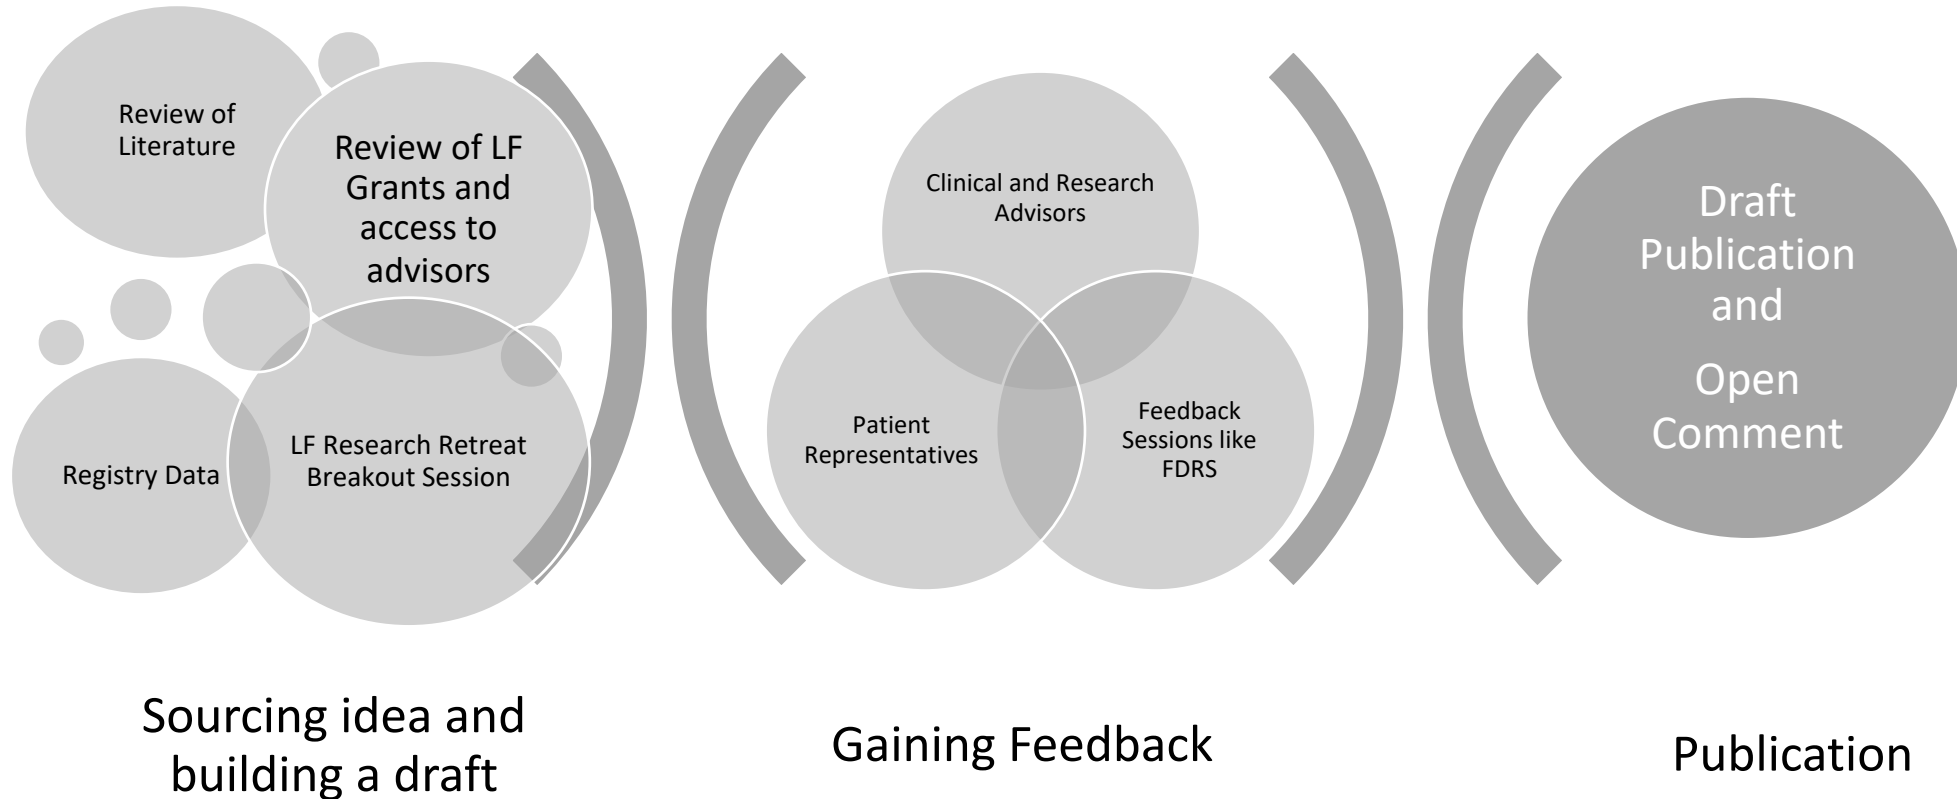 Review of
Literature
Review of LF
Grants and
access to
advisors
Registry Data
LF Research Retreat
Breakout Session
Sourcing idea and
building a draft
Clinical and Research
Advisors
Patient
Representatives
Feedback
Sessions like
FDRS
Gaining Feedback
Draft
Publication
and
Open
Comment
Publication